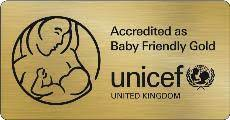 Accredited as
Baby Friendly Gold
unicef
UNITED KINGDOM